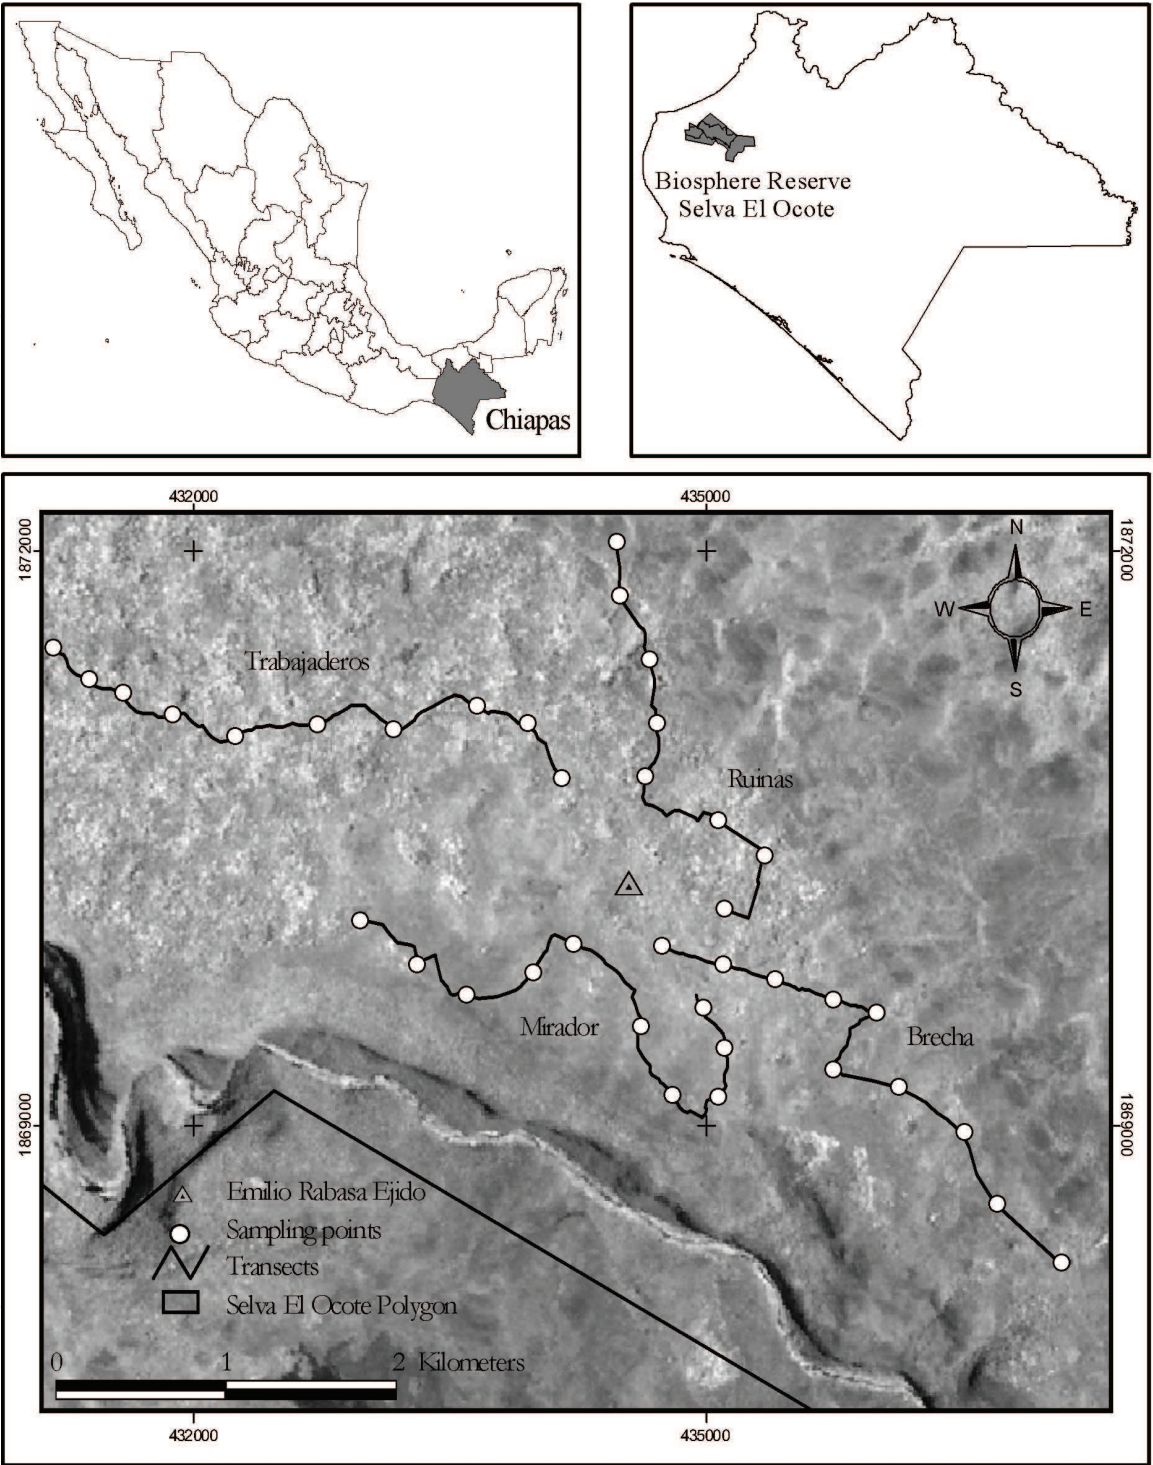 Chiapas
Biosphere Reserve
Selva El Ocote
432000
435000
1872000
1872000
N
W
E
S
Trabajaderos
Ruinas
Mirador
Brecha
1869000
1869000
Emilio Rabasa Ejido
Sampling points
Transects
Selva El Ocote Polygon
0 1 2 Kilometers
432000
435000